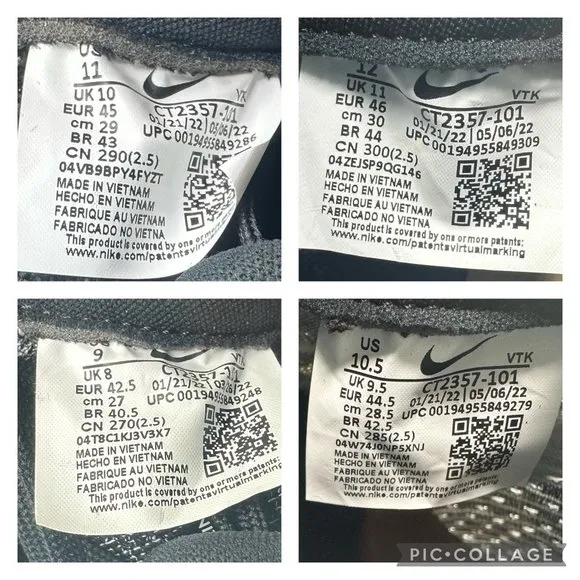 US
11
UK 10
EUR 45
cm 29
BR 43
CN 290(2.5)
04VB9BPY4FYZT
VTK
CT2357-101
01/21/22 | 05/06/22
UPC 00194955849286
MADE IN VIETNAM
HECHO EN VIETNAM
FABRIQUE AU VIETNAM
FABRICADO NO VIETNA
This product is covered by one or more patents:
www.nike.com/patentsvirtualmarking
12
UK 11
EUR 46
cm 30
BR 44
CN 300(2.5)
04ZEJSP9QG146
VTK
CT2357-101
01/21/22 | 05/06/22
UPC 00194955849309
MADE IN VIETNAM
HECHO EN VIETNAM
FABRIQUE AU VIETNAM
FABRICADO NO VIETNA
This product is covered by one or more patents:
www.nike.com/patentsvirtualmarking
9
UK 8
EUR 42.5
cm 27
BR 40.5
CN 270(2.5)
04T8C1KJ3V3X7
VTK
01/21/22
UPC 00194955849248
MADE IN VIETNAM
HECHO EN VIETNAM
FABRIQUE AU VIETNAM
FABRICADO NO VIETNA
This product is covered by one or more patents:
www.nike.com/patentsvirtualmarking
US
10.5
UK 9.5
EUR 44.5
cm 28.5
BR 42.5
CN 285(2.5)
04W74J0NP5XNJ
VTK
CT2357-101
01/21/22 | 05/06/22
UPC 00194955849279
MADE IN VIETNAM
HECHO EN VIETNAM
FABRIQUE AU VIETNAM
FABRICADO NO VIETNA
This product is covered by one or more patents:
www.nike.com/patentsvirtualmarking
PIC•COLLAGE